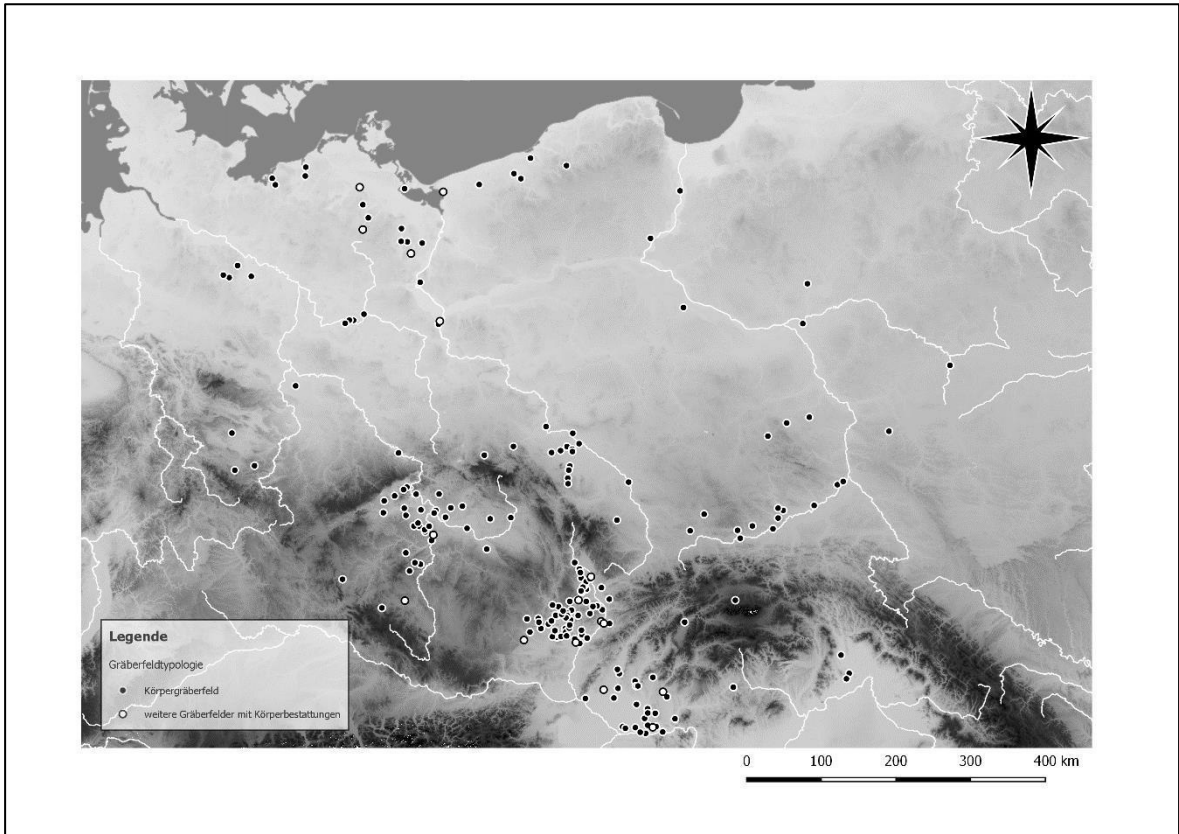 Legende
Gräberfeldtypologie
Körpergräberfeld
weitere Gräberfelder mit Körperbestattungen
0 100 200 300 400 km